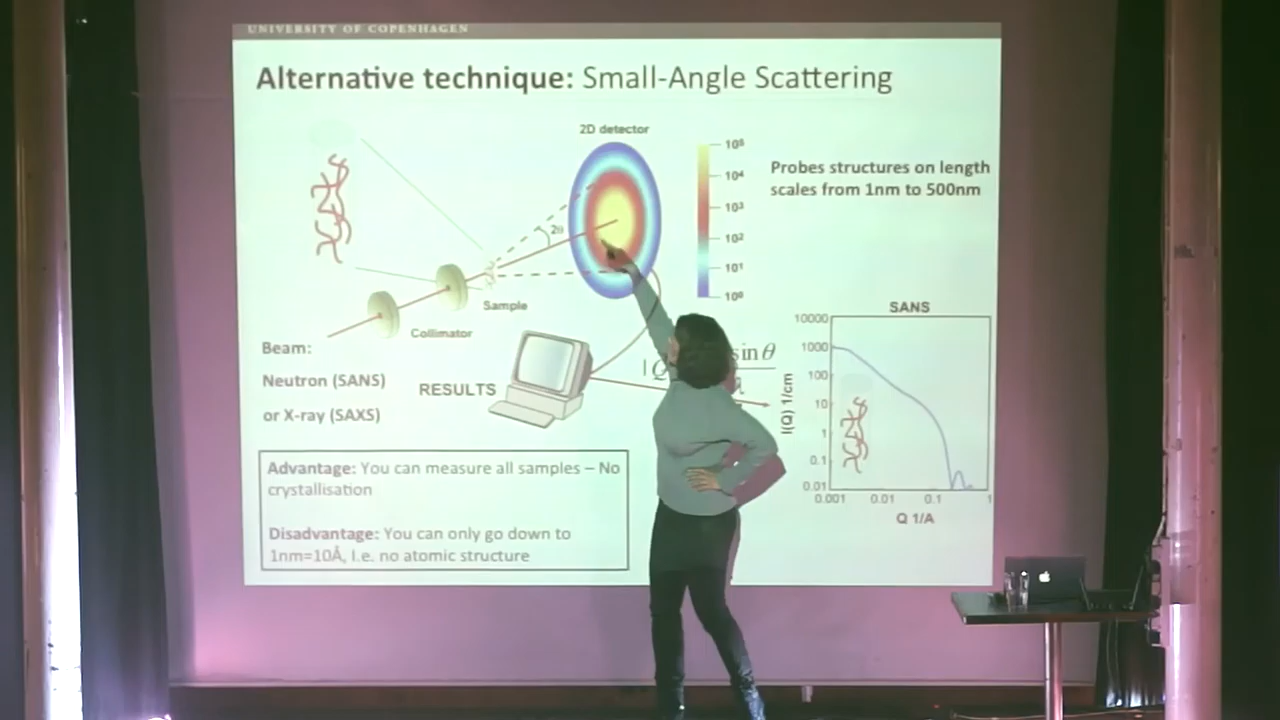 UNIVERSITY OF COPENHAGEN
Alternative technique: Small-Angle Scattering
2D detector
10⁵
10⁴
10³
10²
10¹
10⁰
Probes structures on length
scales from 1nm to 500nm
2θ
Sample
Collimator
Beam:
Neutron (SANS)
or X-ray (SAXS)
RESULTS
|Q
sin θ
SANS
10000
1000
100
10
1
0.1
0.01
0.001 0.01 0.1 1
I(Q) 1/cm
Q 1/A
Advantage: You can measure all samples – No
crystallisation
Disadvantage: You can only go down to
1nm=10Å, I.e. no atomic structure